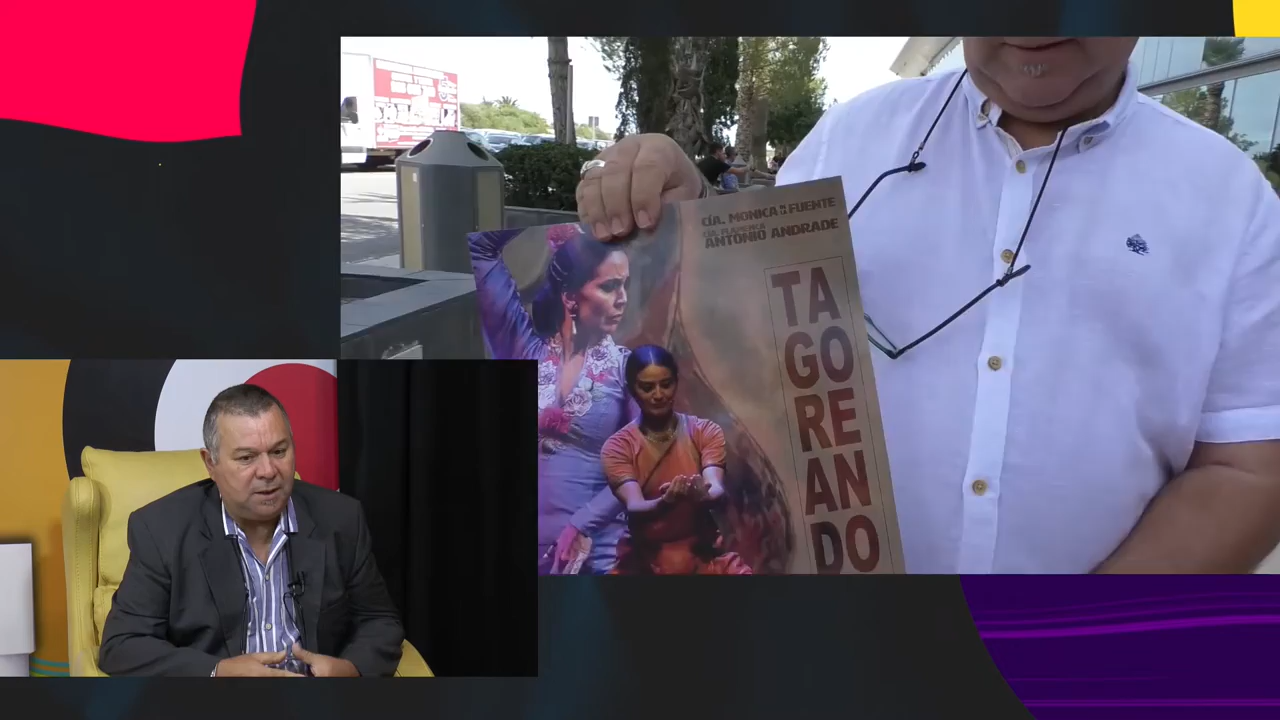 CÍA. MONICA DE LA FUENTE
CÍA. FLAMENCA
ANTONIO ANDRADE
TA
GO
RE
AN
DO